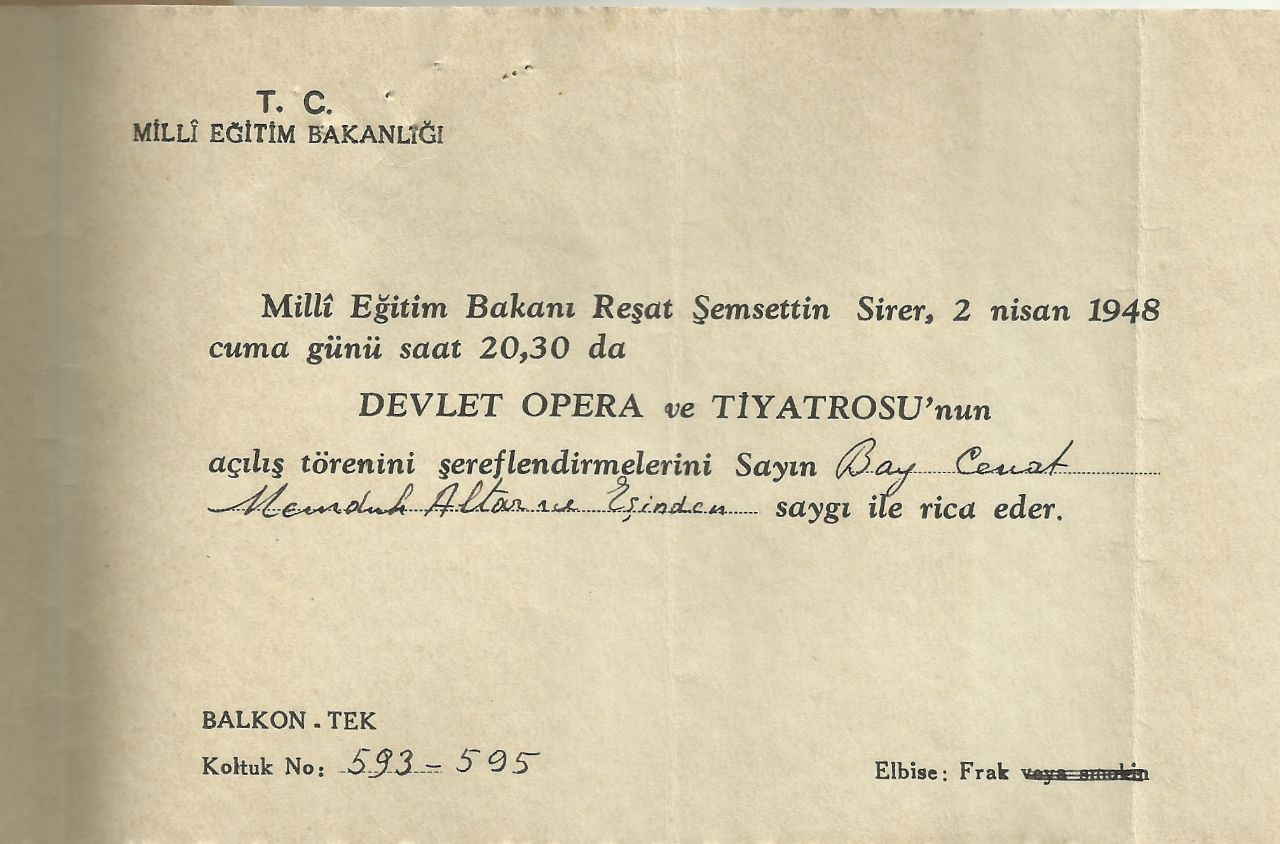 T. C.
MİLLÎ EĞİTİM BAKANLIĞI
Millî Eğitim Bakanı Reşat Şemsettin Sirer, 2 nisan 1948
cuma günü saat 20,30 da
DEVLET OPERA ve TİYATROSU'nun
açılış törenini şereflendirmelerini Sayın Bay Cevat
Memduh Altar ve Eşinden saygı ile rica eder.
BALKON - TEK
Koltuk No: 593-595
Elbise: Frak veya smokin